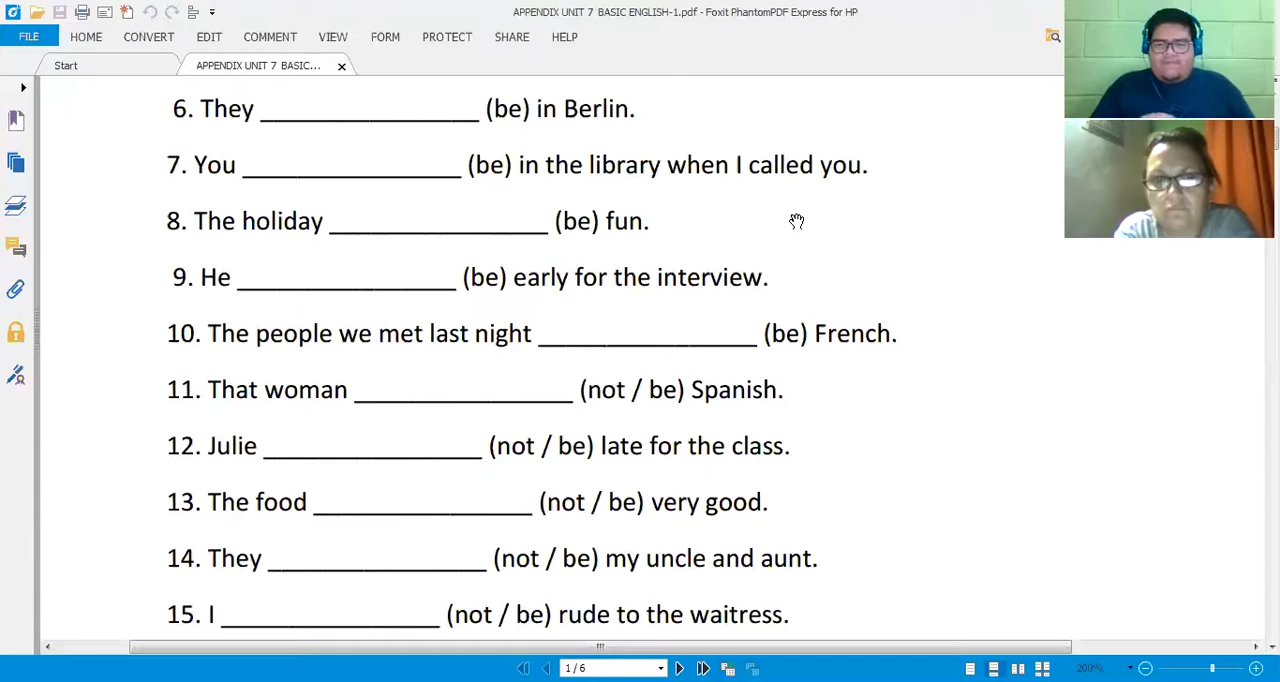 APPENDIX UNIT 7 BASIC ENGLISH-1.pdf - Foxit PhantomPDF Express for HP
FILE HOME CONVERT EDIT COMMENT VIEW FORM PROTECT SHARE HELP
Start APPENDIX UNIT 7 BASIC...
6. They ________________ (be) in Berlin.
7. You ________________ (be) in the library when I called you.
8. The holiday ________________ (be) fun.
9. He ________________ (be) early for the interview.
10. The people we met last night ________________ (be) French.
11. That woman ________________ (not / be) Spanish.
12. Julie ________________ (not / be) late for the class.
13. The food ________________ (not / be) very good.
14. They ________________ (not / be) my uncle and aunt.
15. I ________________ (not / be) rude to the waitress.
1 / 6 200%